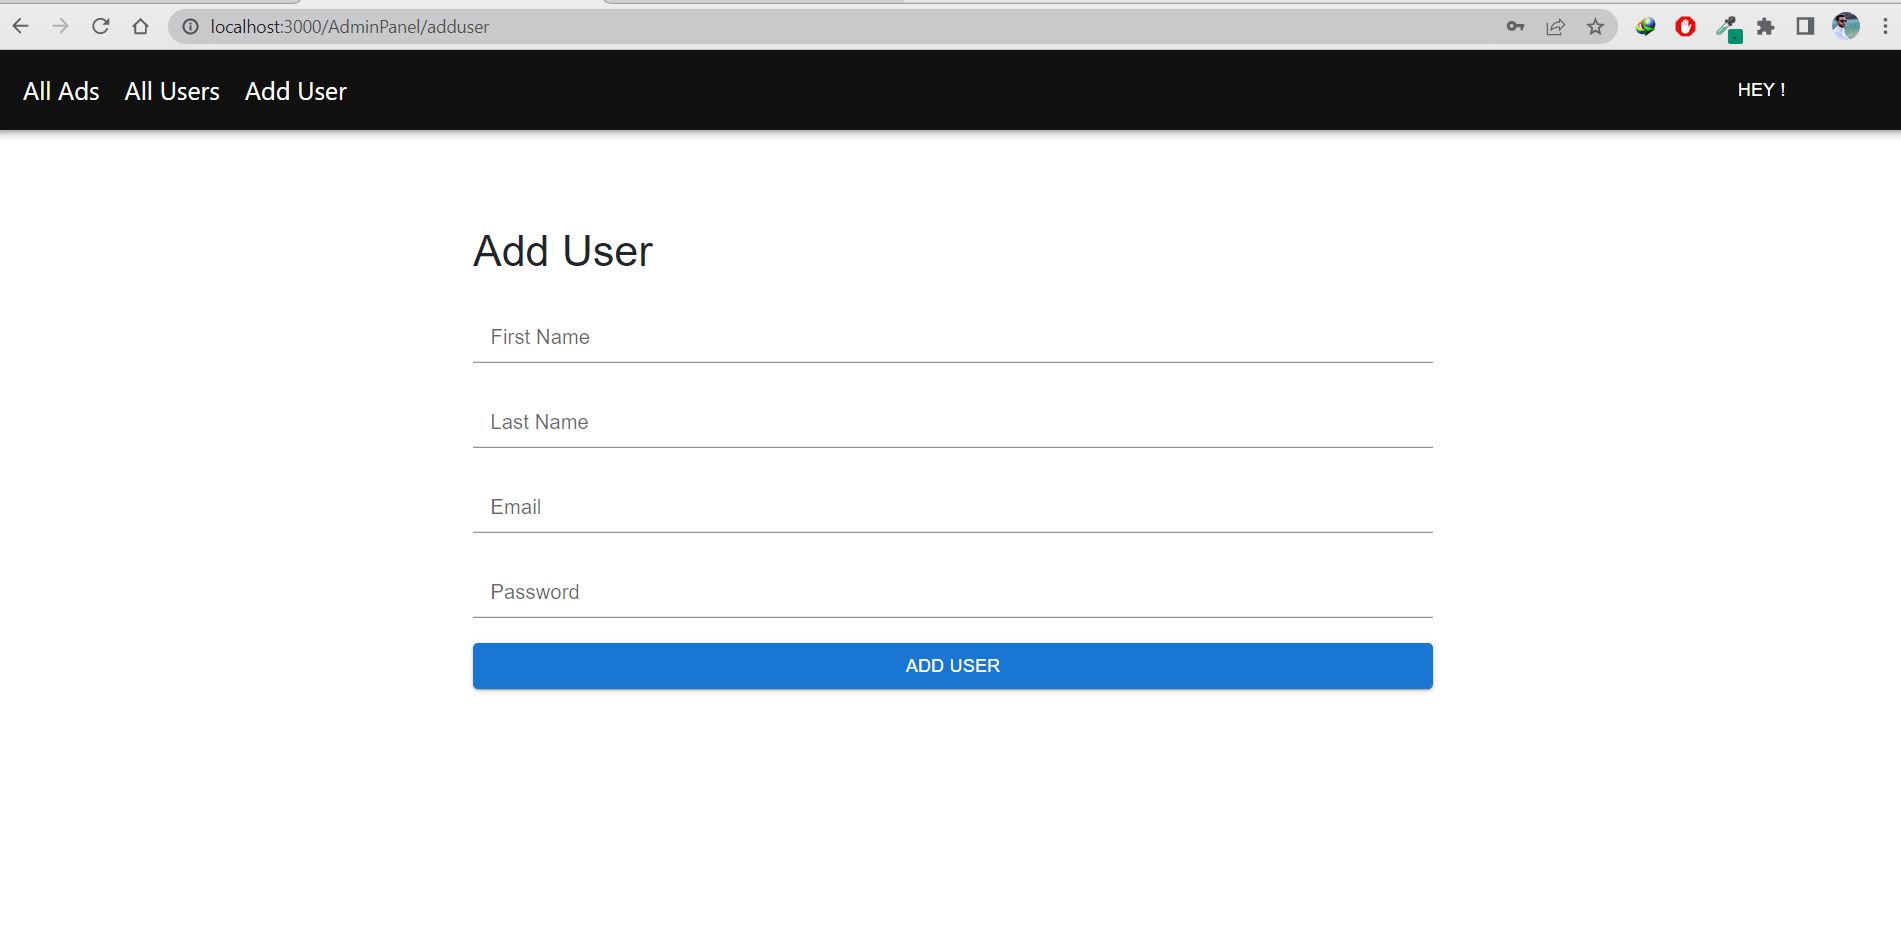 localhost:3000/AdminPanel/adduser
All Ads All Users Add User HEY !
Add User
First Name
Last Name
Email
Password
ADD USER